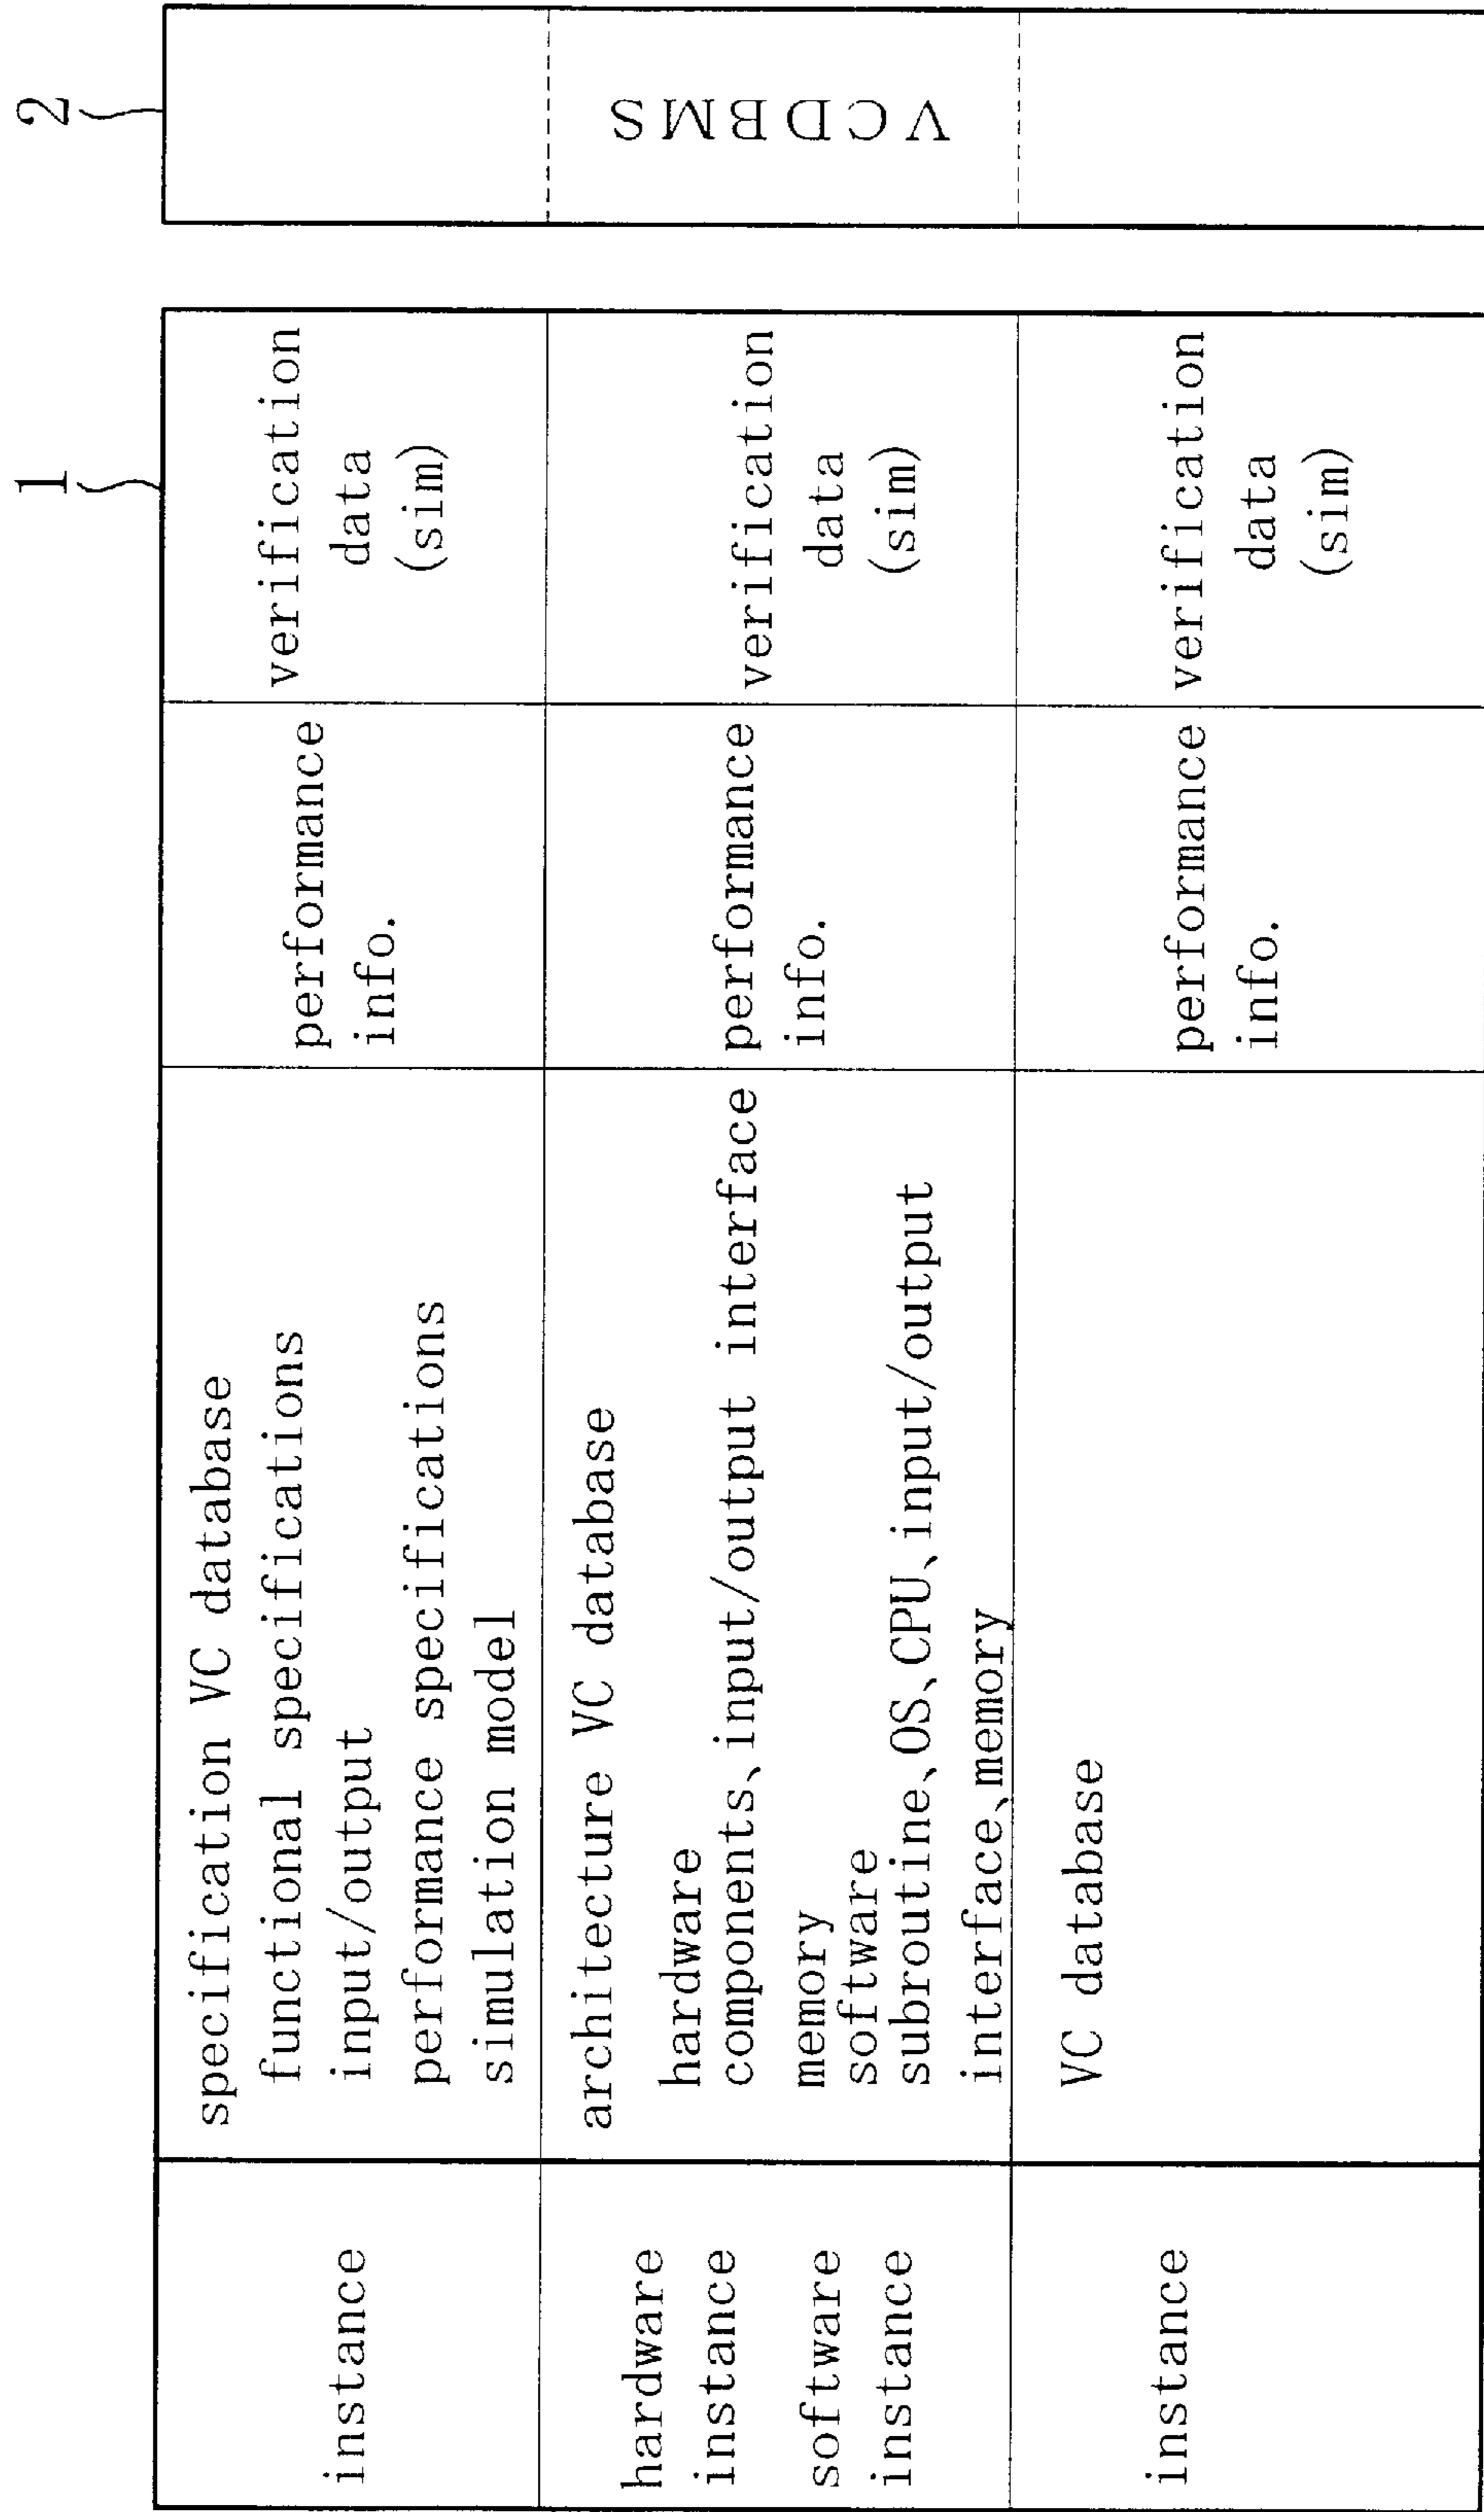 instance
specification VC database
functional specifications
input/output
performance specifications
simulation model
performance
info.
verification
data
(sim)
hardware
instance
software
instance
architecture VC database
hardware
components、input/output interface
memory
software
subroutine、OS、CPU、input/output
interface、memory
performance
info.
verification
data
(sim)
instance
VC database
performance
info.
verification
data
(sim)
1
VCDBMS
2